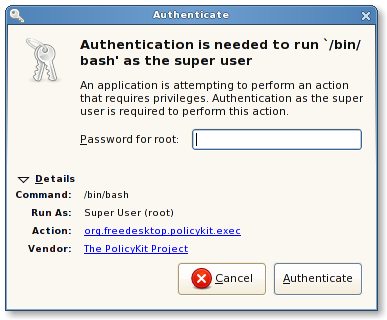 Authenticate
Authentication is needed to run `/bin/
bash' as the super user
An application is attempting to perform an action
that requires privileges. Authentication as the super
user is required to perform this action.
Password for root:
Details
Command: /bin/bash
Run As: Super User (root)
Action: org.freedesktop.policykit.exec
Vendor: The PolicyKit Project
Cancel Authenticate